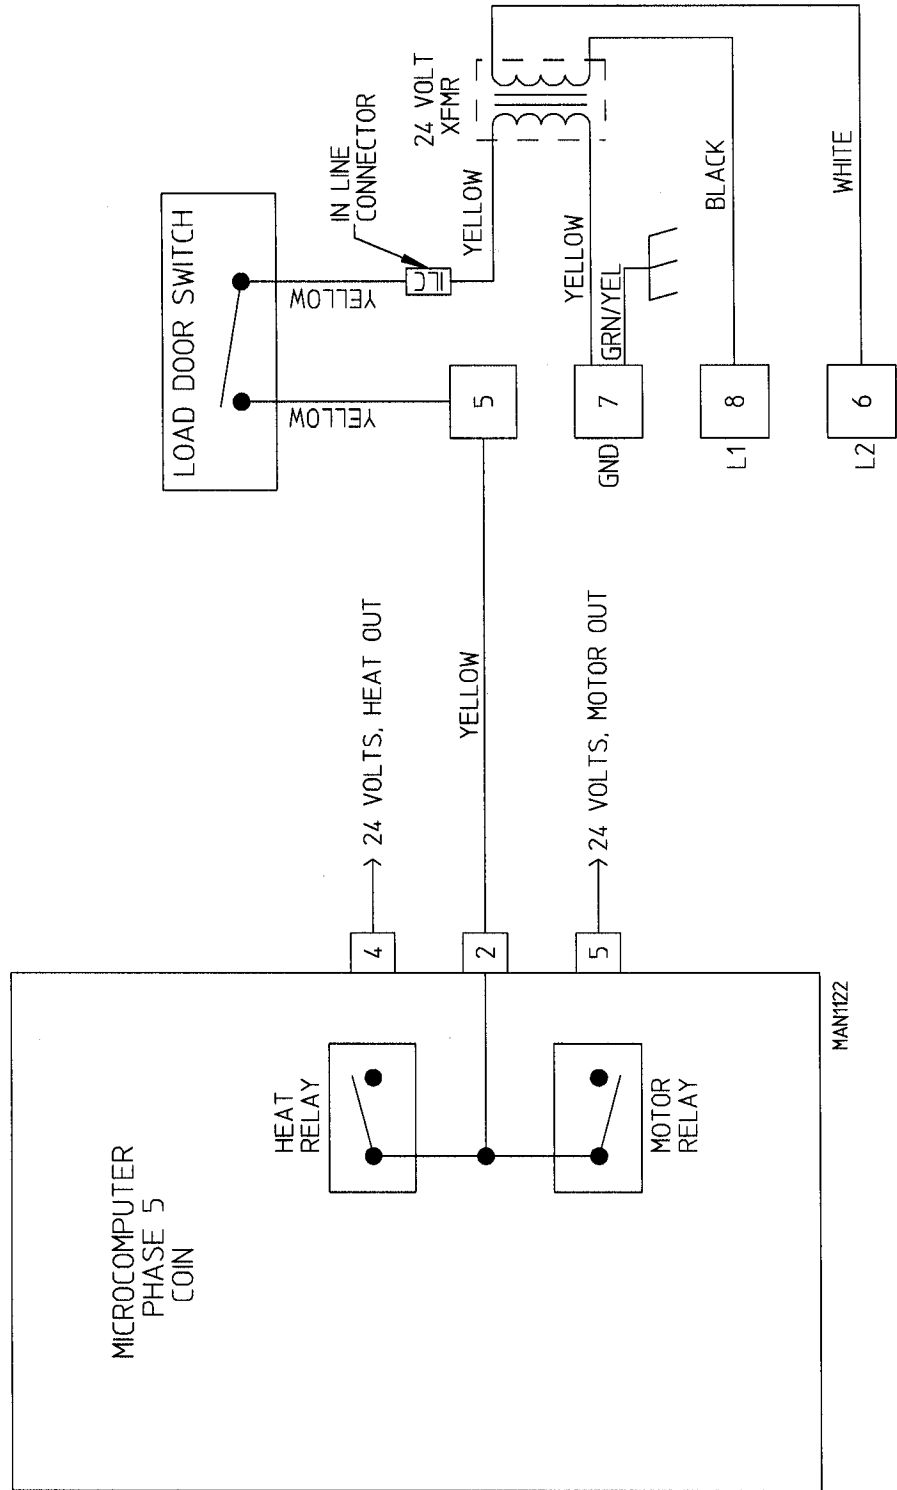 MICROCOMPUTER
PHASE 5
COIN
HEAT
RELAY
MOTOR
RELAY
4
2
5
→ 24 VOLTS, HEAT OUT
YELLOW
→ 24 VOLTS, MOTOR OUT
LOAD DOOR SWITCH
YELLOW
YELLOW
IN LINE
CONNECTOR
ILC
24 VOLT
XFMR
YELLOW
YELLOW
GRN/YEL
BLACK
WHITE
5
7
GND
8
L1
6
L2
MAN1122